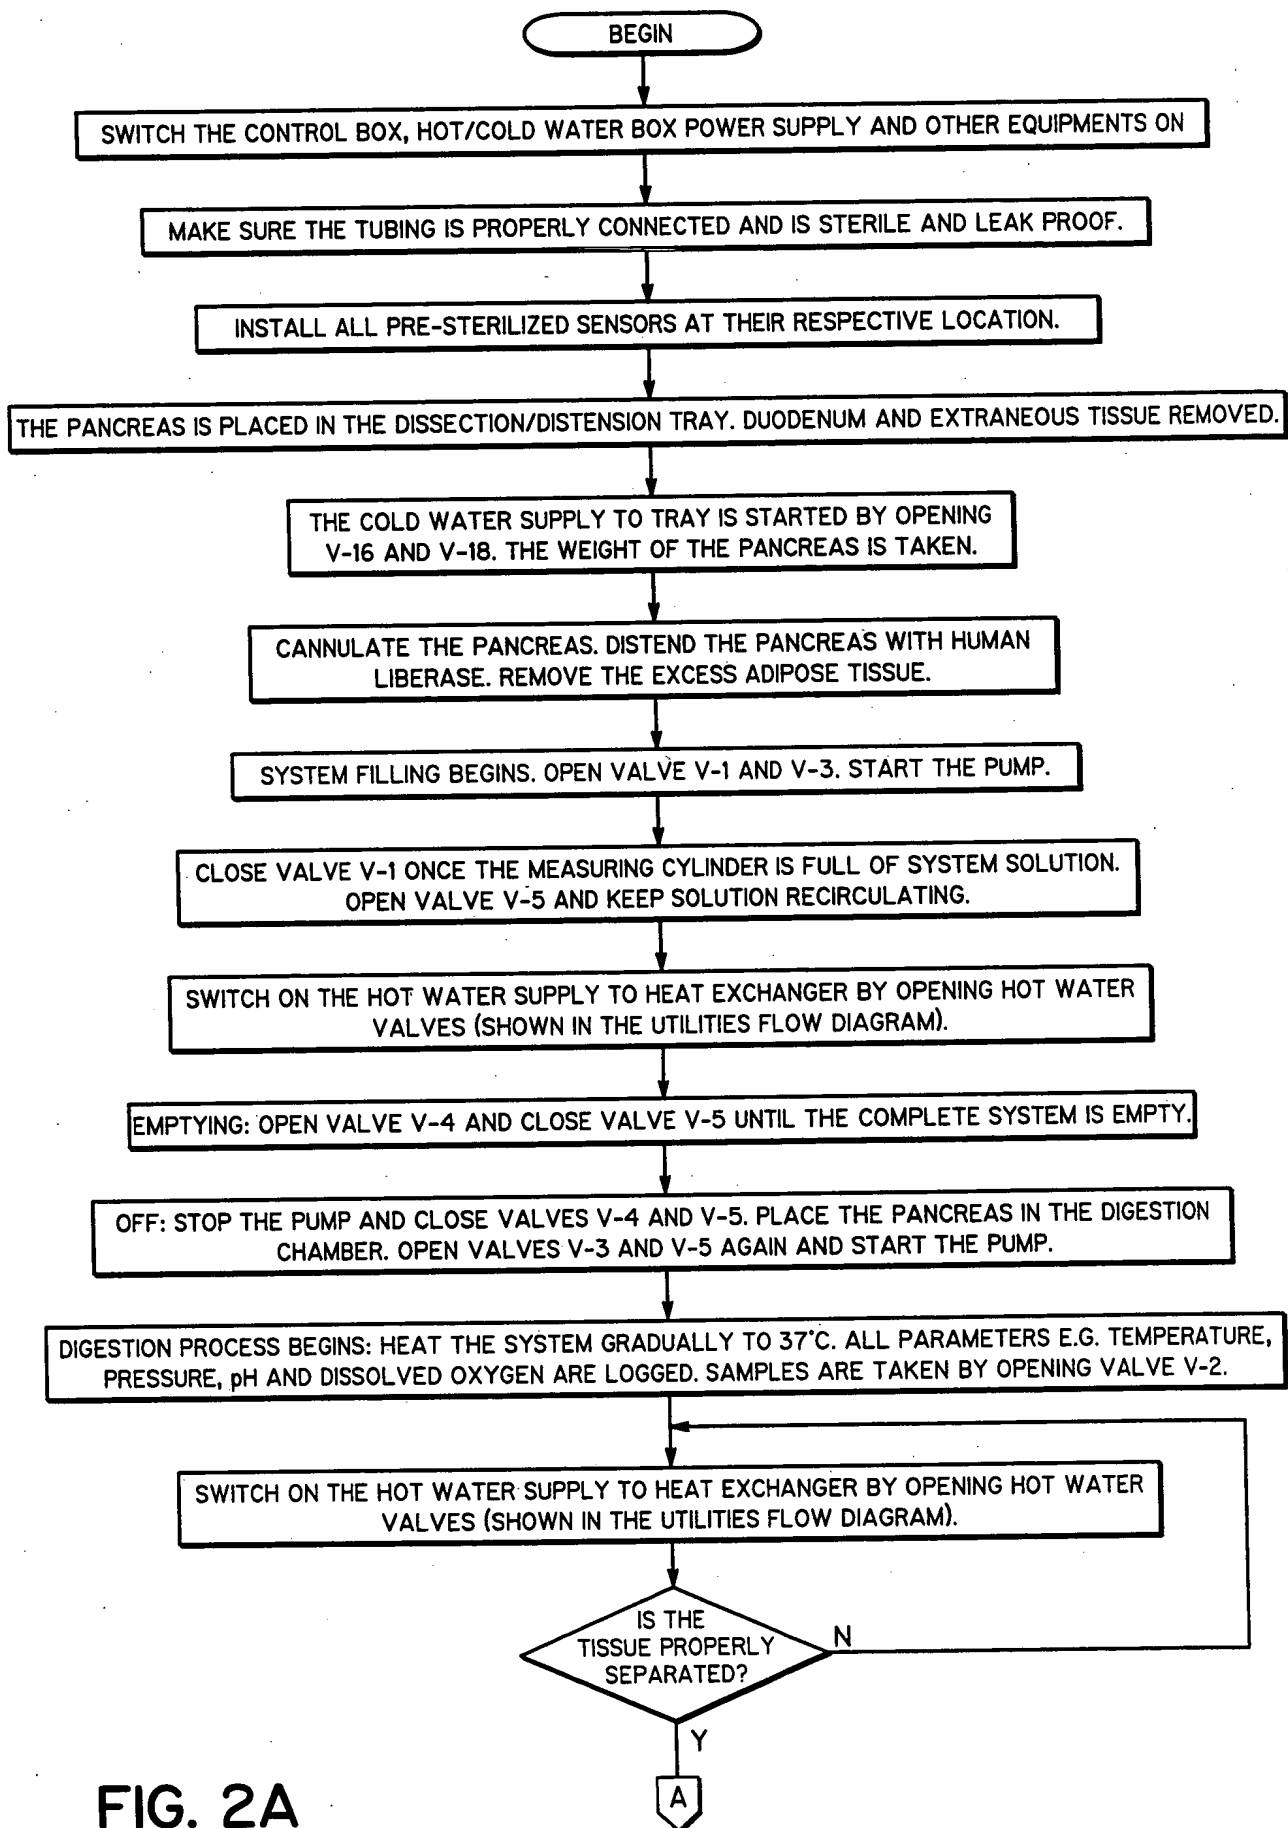 BEGIN
SWITCH THE CONTROL BOX, HOT/COLD WATER BOX POWER SUPPLY AND OTHER EQUIPMENTS ON
MAKE SURE THE TUBING IS PROPERLY CONNECTED AND IS STERILE AND LEAK PROOF.
INSTALL ALL PRE-STERILIZED SENSORS AT THEIR RESPECTIVE LOCATION.
THE PANCREAS IS PLACED IN THE DISSECTION/DISTENSION TRAY. DUODENUM AND EXTRANEOUS TISSUE REMOVED.
THE COLD WATER SUPPLY TO TRAY IS STARTED BY OPENING
V-16 AND V-18. THE WEIGHT OF THE PANCREAS IS TAKEN.
CANNULATE THE PANCREAS. DISTEND THE PANCREAS WITH HUMAN
LIBERASE. REMOVE THE EXCESS ADIPOSE TISSUE.
SYSTEM FILLING BEGINS. OPEN VALVE V-1 AND V-3. START THE PUMP.
CLOSE VALVE V-1 ONCE THE MEASURING CYLINDER IS FULL OF SYSTEM SOLUTION.
OPEN VALVE V-5 AND KEEP SOLUTION RECIRCULATING.
SWITCH ON THE HOT WATER SUPPLY TO HEAT EXCHANGER BY OPENING HOT WATER
VALVES (SHOWN IN THE UTILITIES FLOW DIAGRAM).
EMPTYING: OPEN VALVE V-4 AND CLOSE VALVE V-5 UNTIL THE COMPLETE SYSTEM IS EMPTY.
OFF: STOP THE PUMP AND CLOSE VALVES V-4 AND V-5. PLACE THE PANCREAS IN THE DIGESTION
CHAMBER. OPEN VALVES V-3 AND V-5 AGAIN AND START THE PUMP.
DIGESTION PROCESS BEGINS: HEAT THE SYSTEM GRADUALLY TO 37°C. ALL PARAMETERS E.G. TEMPERATURE,
PRESSURE, pH AND DISSOLVED OXYGEN ARE LOGGED. SAMPLES ARE TAKEN BY OPENING VALVE V-2.
SWITCH ON THE HOT WATER SUPPLY TO HEAT EXCHANGER BY OPENING HOT WATER
VALVES (SHOWN IN THE UTILITIES FLOW DIAGRAM).
IS THE
TISSUE PROPERLY
SEPARATED?
N
Y
A
FIG. 2A